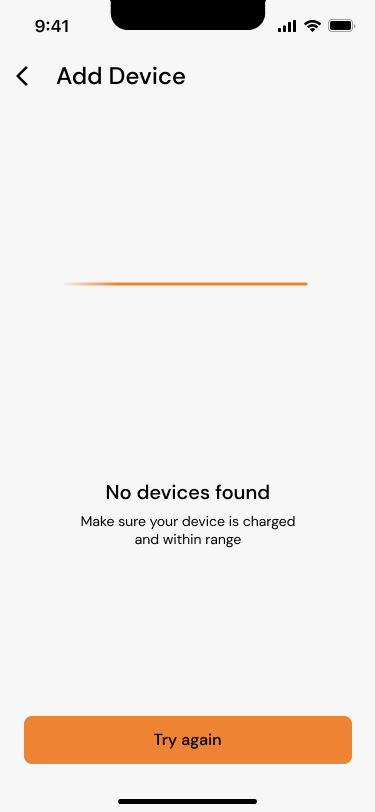 9:41
Add Device
No devices found
Make sure your device is charged
and within range
Try again